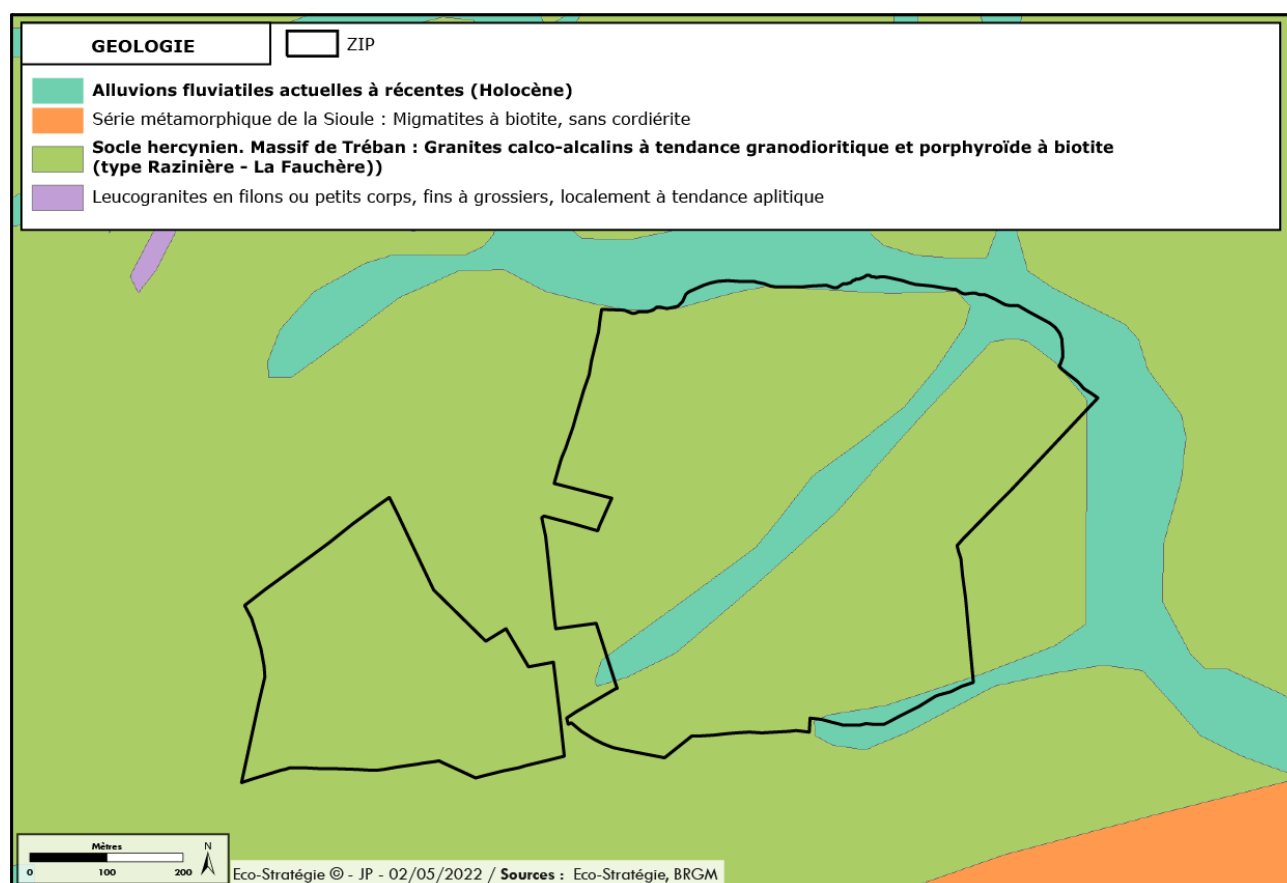 GEOLOGIE
ZIP
Alluvions fluviatiles actuelles à récentes (Holocène)
Série métamorphique de la Sioule : Migmatites à biotite, sans cordiérite
Socle hercynien. Massif de Tréban : Granites calco-alcalins à tendance granodioritique et porphyroïde à biotite
(type Razinière - La Fauchère))
Leucogranites en filons ou petits corps, fins à grossiers, localement à tendance aplitique
Mètres
N
0 100 200
Eco-Stratégie © - JP - 02/05/2022 / Sources : Eco-Stratégie, BRGM